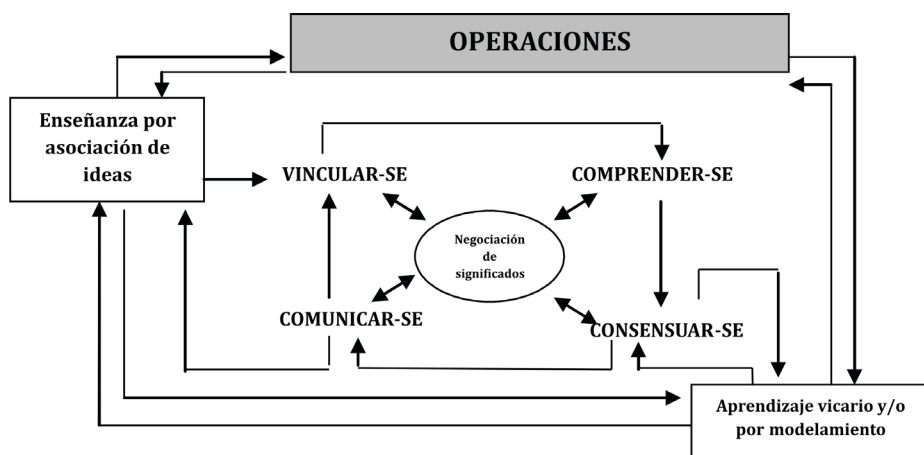 OPERACIONES
Enseñanza por
asociación de
ideas
VINCULAR-SE
COMPRENDER-SE
Negociación
de
significados
COMUNICAR-SE
CONSENSUAR-SE
Aprendizaje vicario y/o
por modelamiento